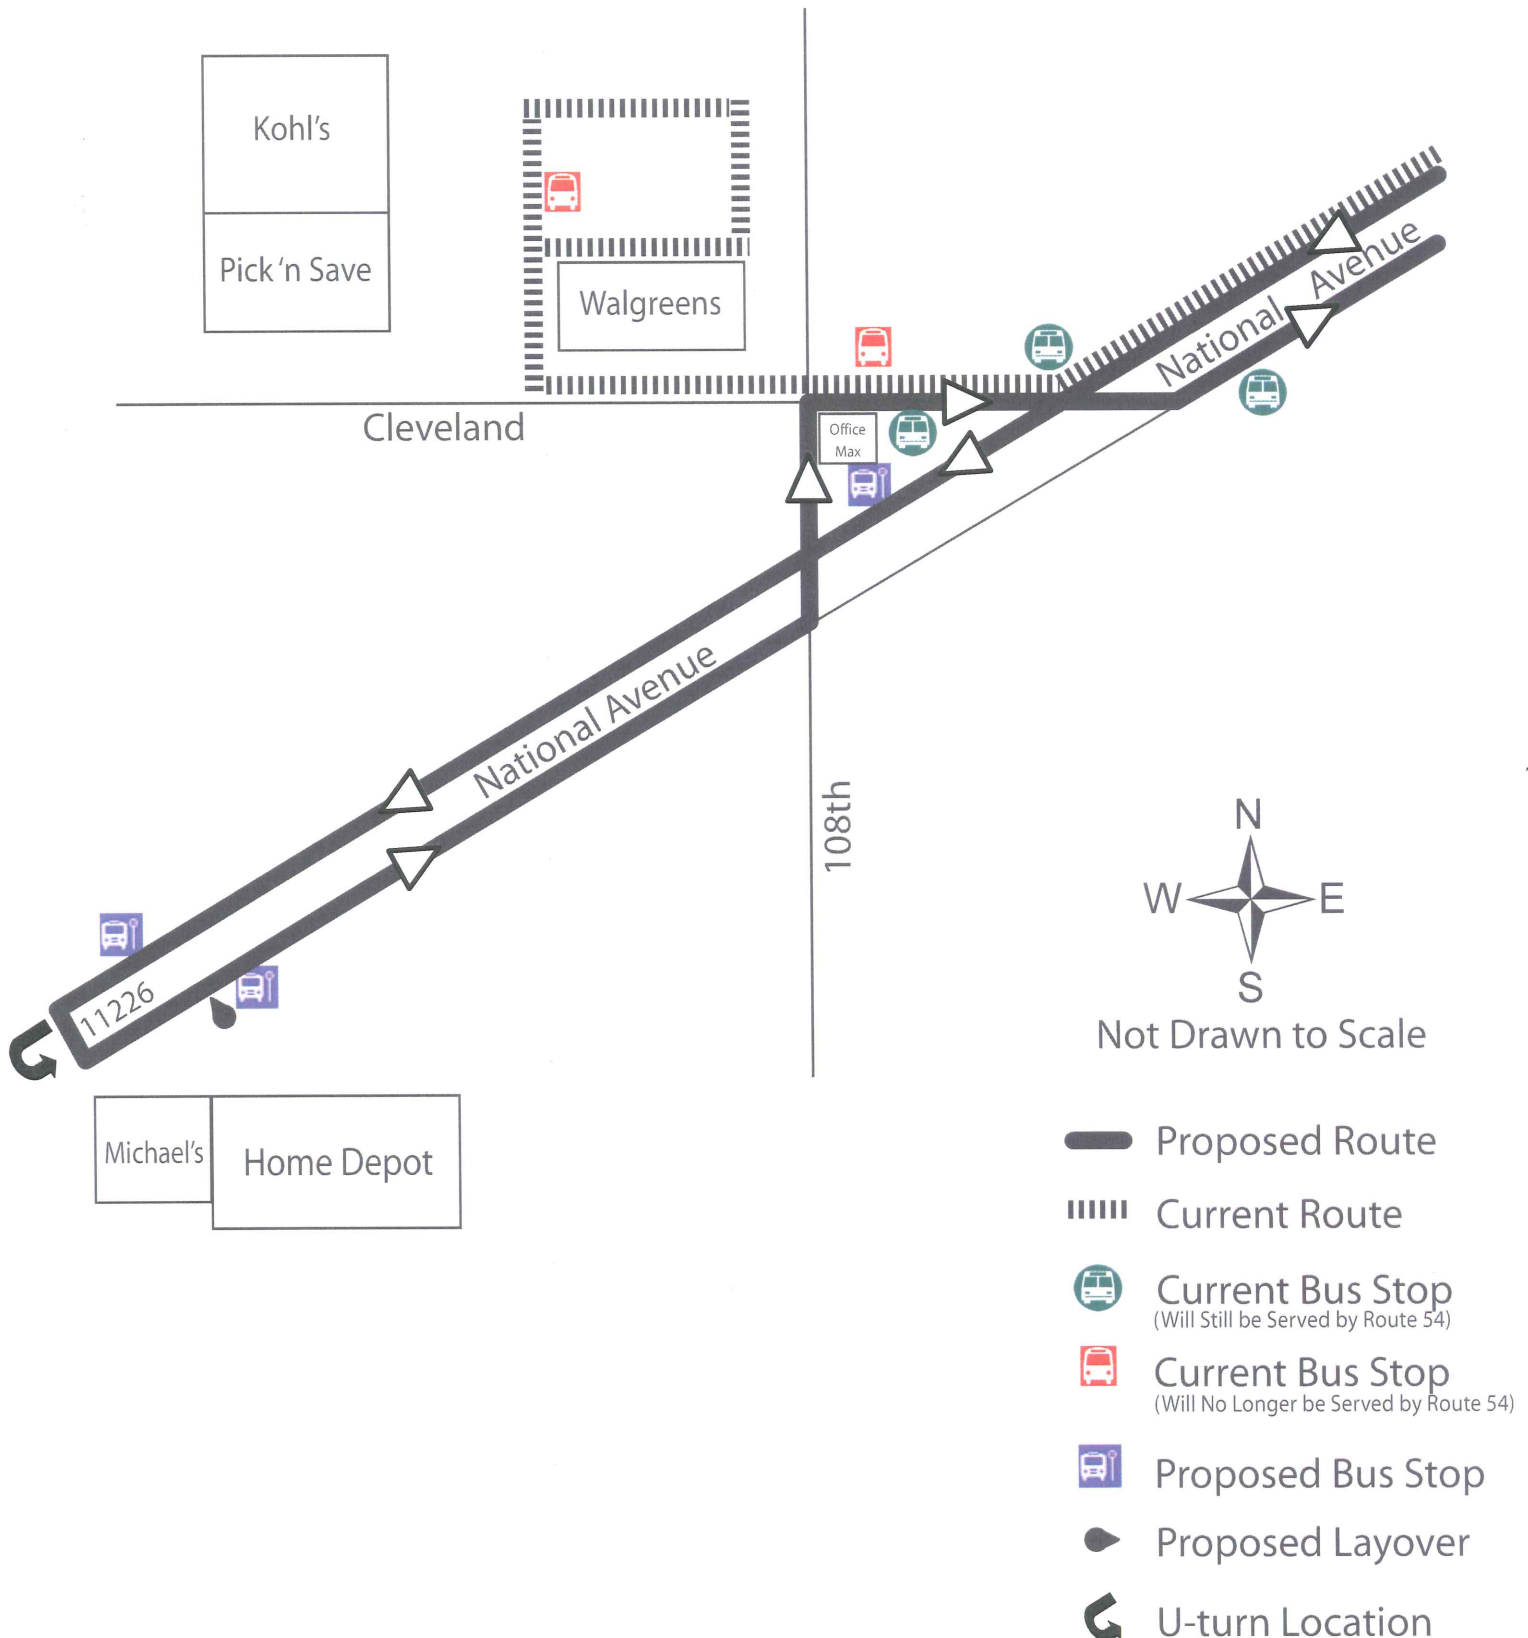 Kohl's
Pick 'n Save
Walgreens
National Avenue
Cleveland
Office
Max
National Avenue
108th
11226
Michael's
Home Depot
N
W
E
S
Not Drawn to Scale
Proposed Route
Current Route
Current Bus Stop
(Will Still be Served by Route 54)
Current Bus Stop
(Will No Longer be Served by Route 54)
Proposed Bus Stop
Proposed Layover
U-turn Location